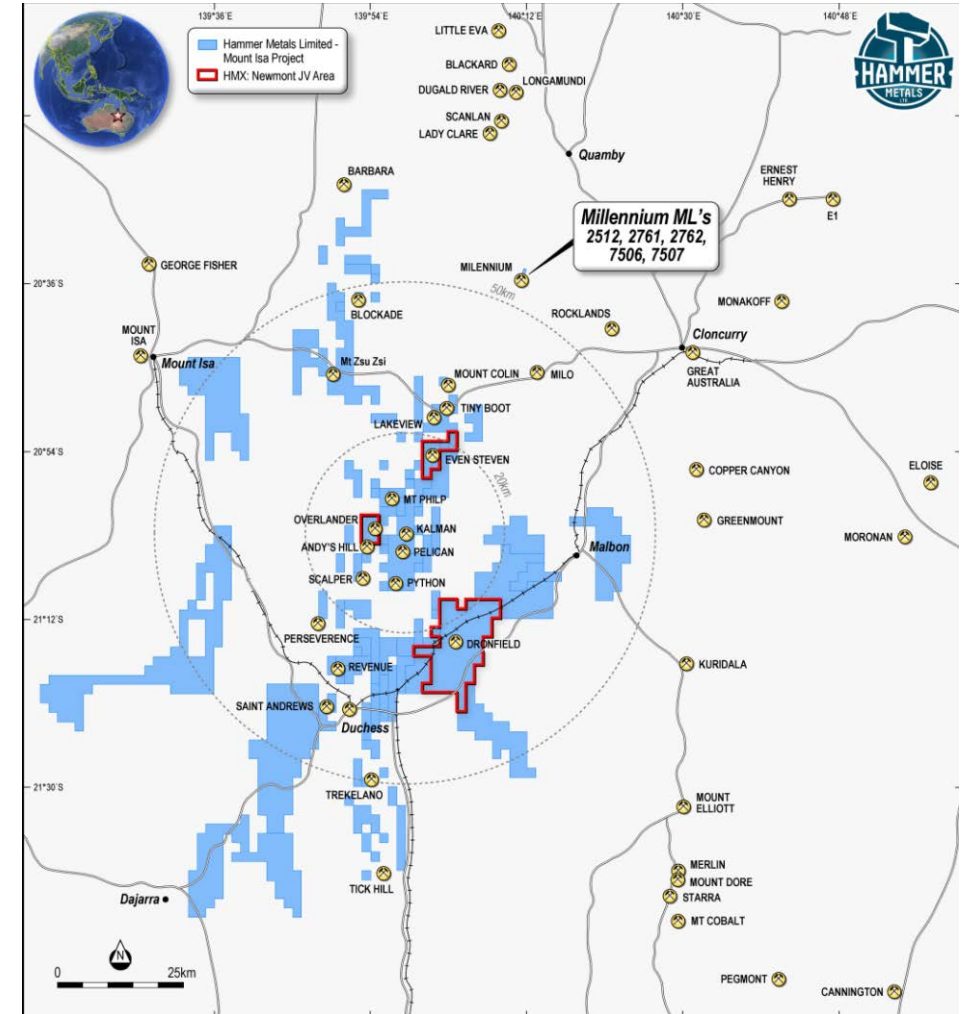 139°36'
139°54'
140°12'
140°30'
140°48'
Hammer Metals Limited -
Mount Isa Project
HMX: Newmont JV Area
HAMMER
METALS
LTD.
LITTLE EVA
BLACKARD
DUGALD RIVER
LONGAMUNDI
SCANLAN
LADY CLARE
Quamby
BARBARA
ERNEST
HENRY
E1
Millennium ML's
2512, 2761, 2762,
7506, 7507
GEORGE FISHER
MILENNIUM
20°36'S
50km
MONAKOFF
BLOCKADE
ROCKLANDS
MOUNT
ISA
Mount Isa
Cloncurry
GREAT
AUSTRALIA
Mt Zsu Zsi
MOUNT COLIN
MILO
TINY BOOT
LAKEVIEW
20°54'S
EVEN STEVEN
COPPER CANYON
ELOISE
20km
MT PHILP
OVERLANDER
KALMAN
GREENMOUNT
MORONAN
ANDY'S HILL
PELICAN
Malbon
SCALPER
PYTHON
21°12'S
PERSEVERENCE
DRONFIELD
REVENUE
KURIDALA
SAINT ANDREWS
Duchess
21°30'S
TREKELANO
MOUNT
ELLIOTT
TICK HILL
MERLIN
MOUNT DORE
STARRA
Dajarra
MT COBALT
N
0
25km
PEGMONT
CANNINGTON